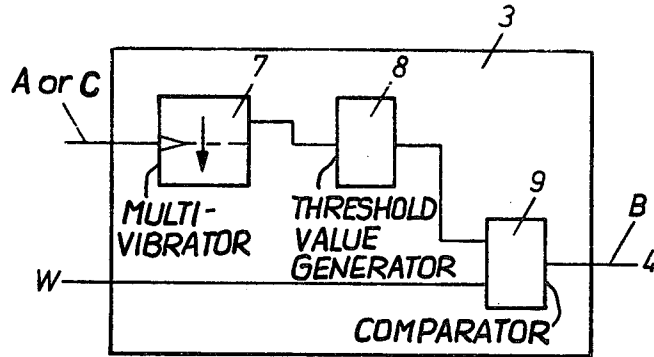 3
A or C
7
8
MULTI-
VIBRATOR
THRESHOLD
VALUE
GENERATOR
9
B
4
W
COMPARATOR